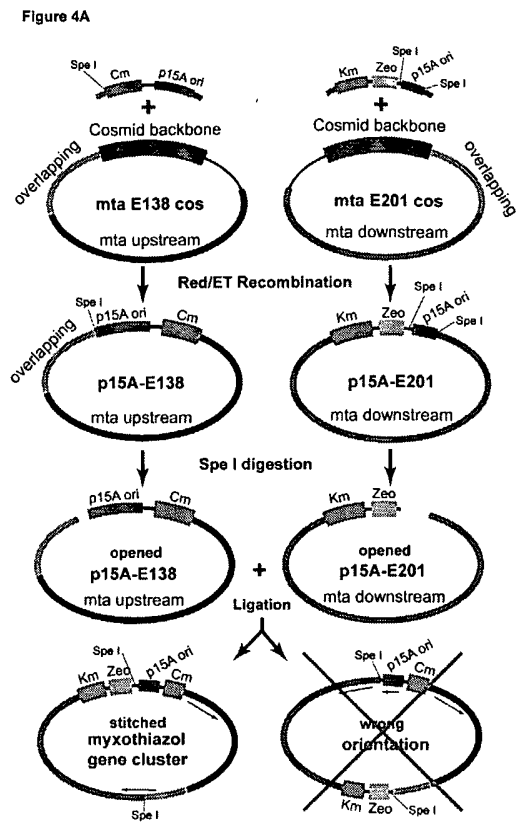 Figure 4A
Spe I Cm p15A ori
Km Zeo Spe I p15A ori Spe I
+ +
Cosmid backbone Cosmid backbone
overlapping overlapping
mta E138 cos mta E201 cos
mta upstream mta downstream
Red/ET Recombination
Spe I p15A ori Cm
Km Zeo Spe I p15A ori Spe I
overlapping
p15A-E138 p15A-E201
mta upstream mta downstream
Spe I digestion
p15A ori Cm Km Zeo
opened opened
p15A-E138 + p15A-E201
mta upstream mta downstream
Ligation
Km Zeo Spe I p15A ori Cm
Spe I p15A ori Cm
stitched
myxothiazol
gene cluster
wrong
orientation
Spe I
Km Zeo Spe I